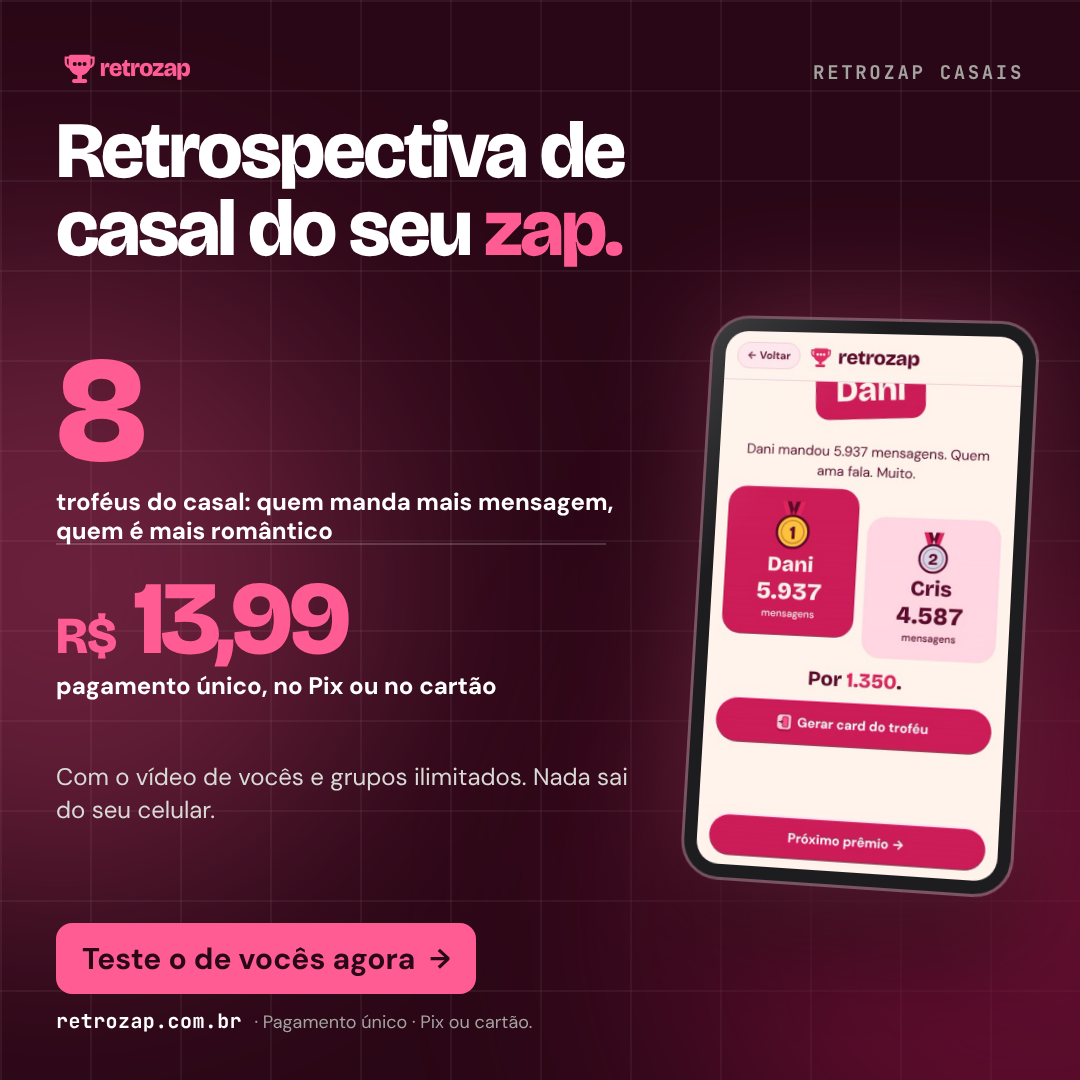 retrozap
RETROZAP CASAIS
Retrospectiva de
casal do seu zap.
8
troféus do casal: quem manda mais mensagem,
quem é mais romântico
R$ 13,99
pagamento único, no Pix ou no cartão
Com o vídeo de vocês e grupos ilimitados. Nada sai
do seu celular.
Teste o de vocês agora →
retrozap.com.br · Pagamento único · Pix ou cartão.
← Voltar
retrozap
Dani
Dani mandou 5.937 mensagens. Quem
ama fala. Muito.
1
Dani
5.937
mensagens
2
Cris
4.587
mensagens
Por 1.350.
Gerar card do troféu
Próximo prêmio →